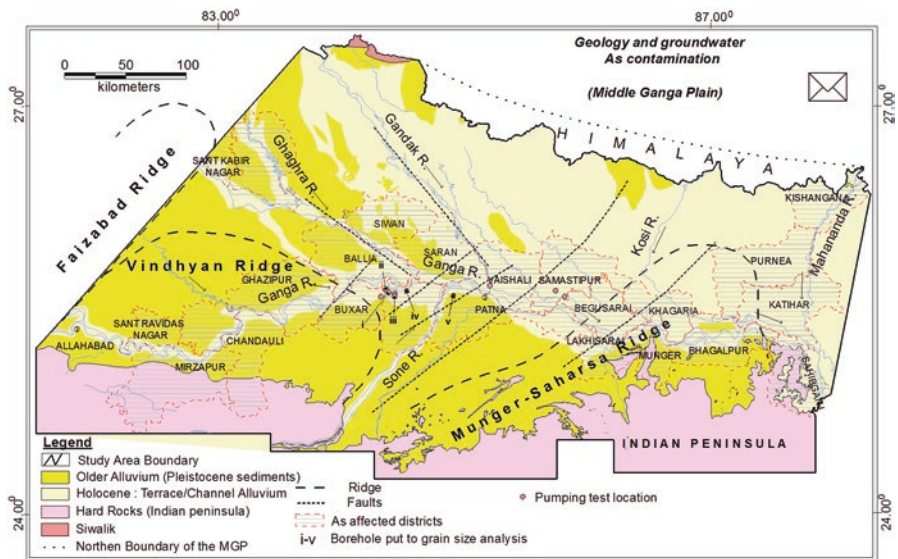 83.00⁰
87.00⁰
0
50
100
kilometers
Geology and groundwater
As contamination
(Middle Ganga Plain)
27.00⁰
27.00⁰
HIMALAYA
Faizabad Ridge
SANT KABIR
NAGAR
Ghaghra R.
Gandak R.
KISHANGANJ
Mahananda R.
Kosi R.
SIWAN
SARAN
Vindhyan Ridge
BALLIA
ii
Ganga R.
GHAZIPUR
VAISHALI
SAMASTIPUR
PURNEA
Ganga R.
BUXAR
iii
iv
v
PATNA
BEGUSARAI
KHAGARIA
KATIHAR
SANT RAVIDAS
NAGAR
ALLAHABAD
CHANDAULI
MIRZAPUR
Sone R.
LAKHISARAI
MUNGER
BHAGALPUR
Munger-Saharsa Ridge
INDIAN PENINSULA
Legend
Study Area Boundary
Older Alluvium (Pleistocene sediments)
Holocene : Terrace/Channel Alluvium
Hard Rocks (Indian peninsula)
Siwalik
Northen Boundary of the MGP
Ridge
Faults
As affected districts
i-v Borehole put to grain size analysis
Pumping test location
24.00⁰
24.00⁰